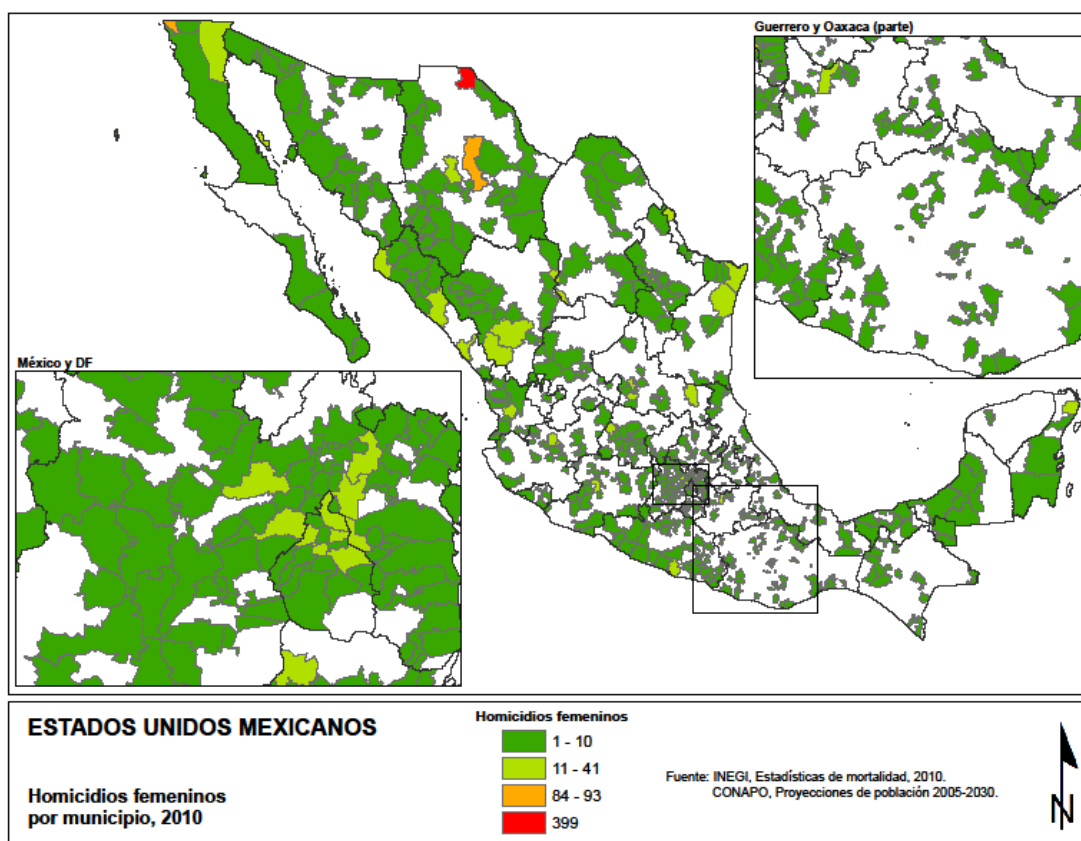 Guerrero y Oaxaca (parte)
México y DF
ESTADOS UNIDOS MEXICANOS
Homicidios femeninos
por municipio, 2010
Homicidios femeninos
1 - 10
11 - 41
84 - 93
399
Fuente: INEGI, Estadísticas de mortalidad, 2010.
CONAPO, Proyecciones de población 2005-2030.
N